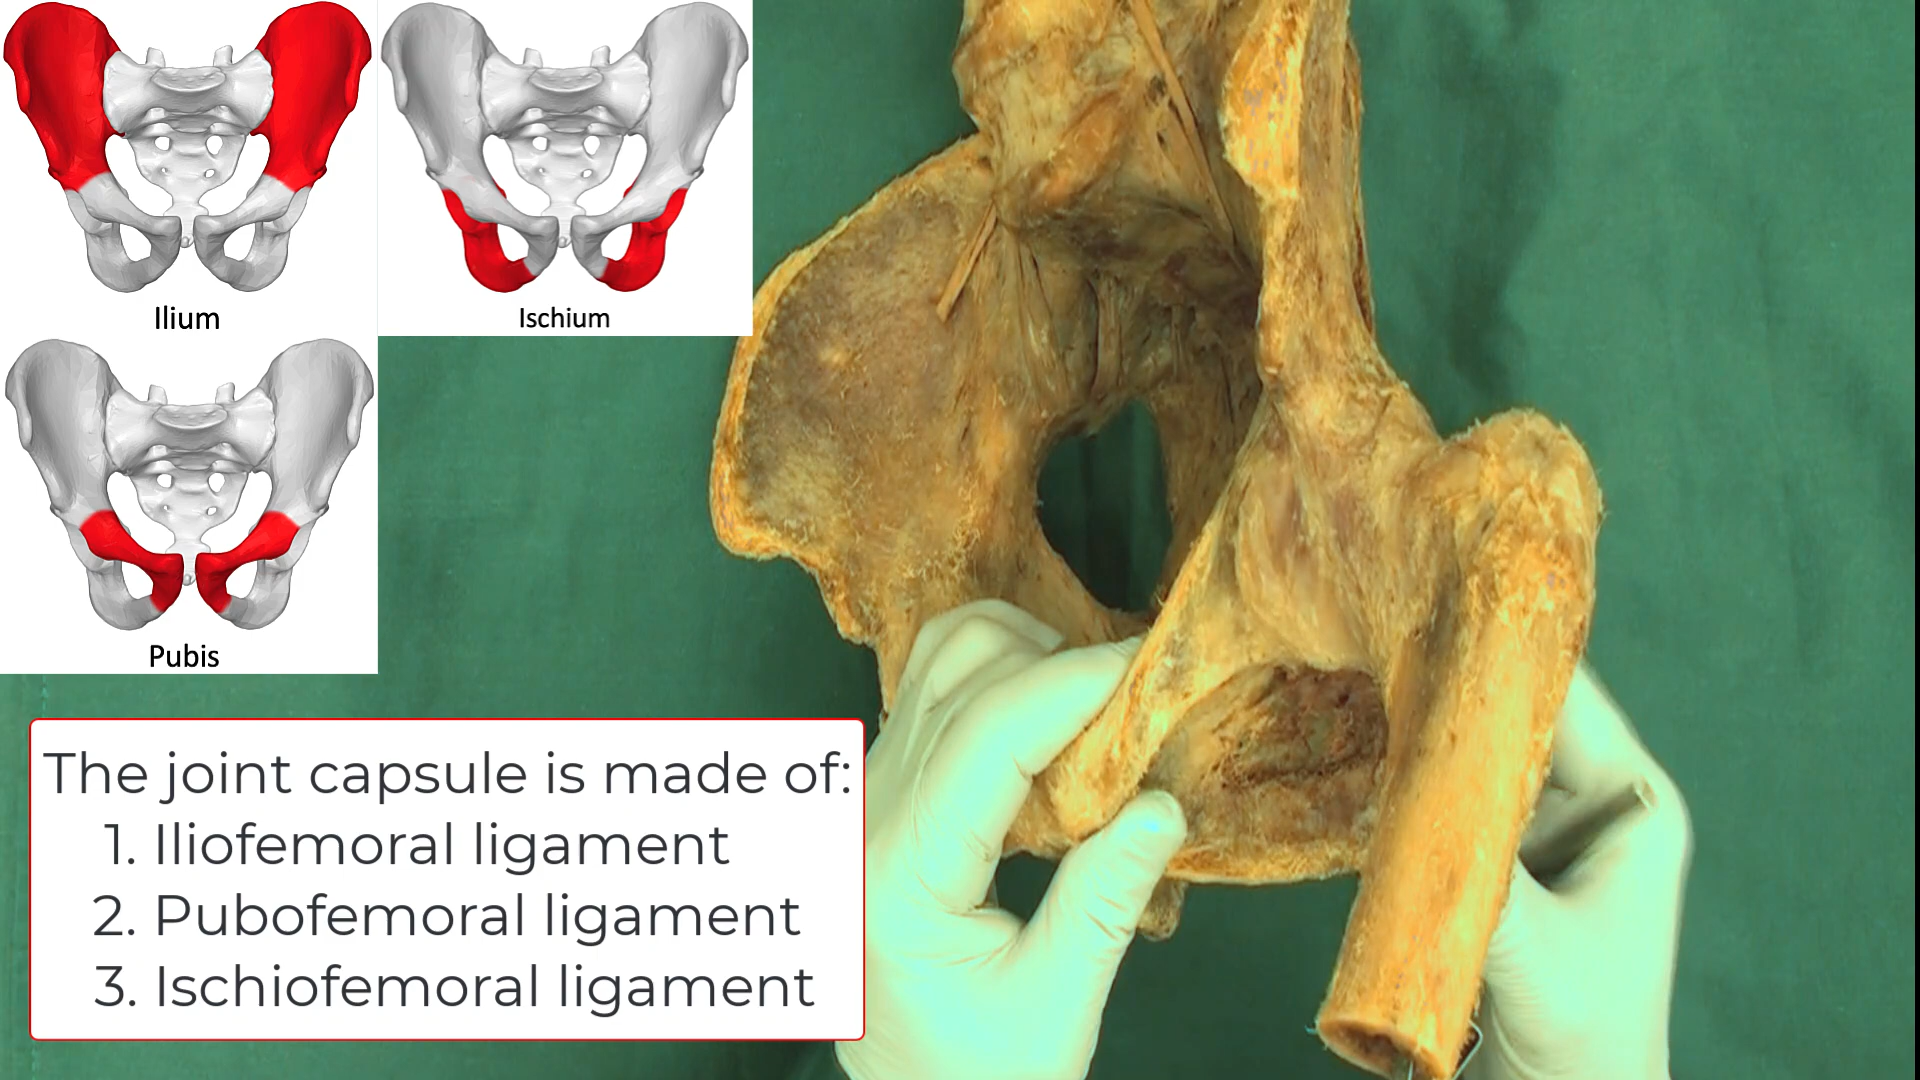 Ilium
Ischium
Pubis
The joint capsule is made of:
1. Iliofemoral ligament
2. Pubofemoral ligament
3. Ischiofemoral ligament